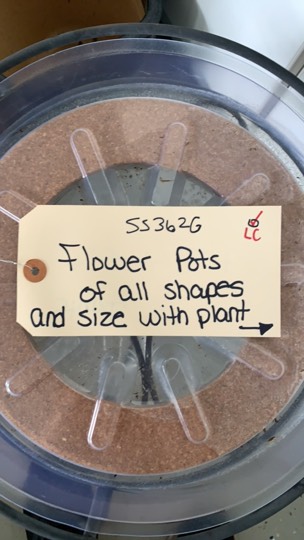 SS362G
LC
Flower Pots
of all shapes
and size with plant